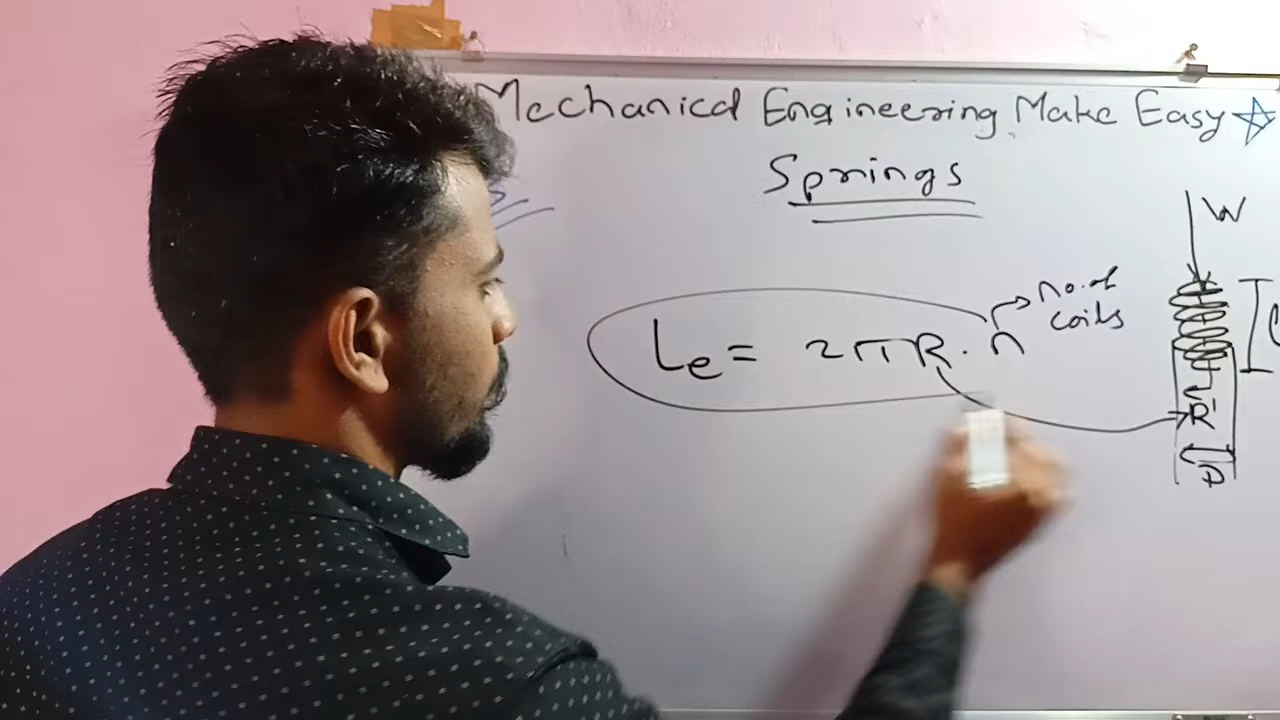 Mechanical Engineering Make Easy
Springs
W
no. of
coils
Le = 2πR. n
R
D